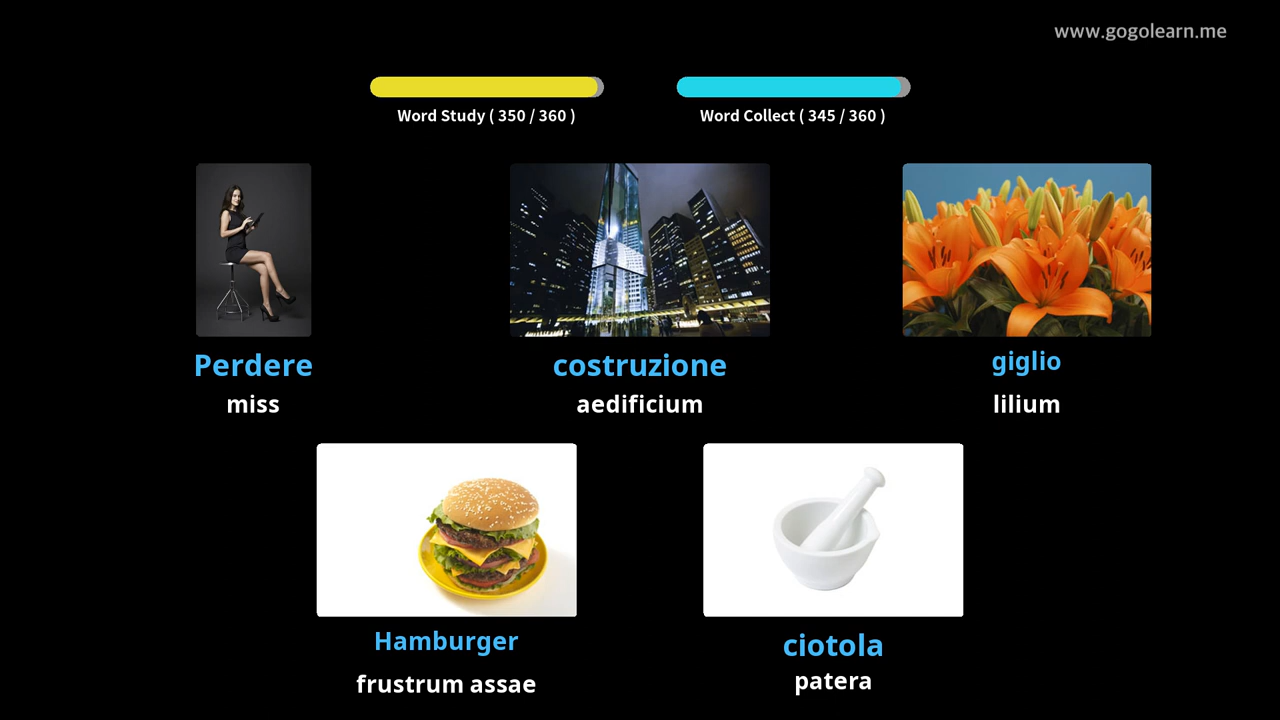 www.gogolearn.me
Word Study ( 350 / 360 )
Word Collect ( 345 / 360 )
Perdere
miss
costruzione
aedificium
giglio
lilium
Hamburger
frustrum assae
ciotola
patera